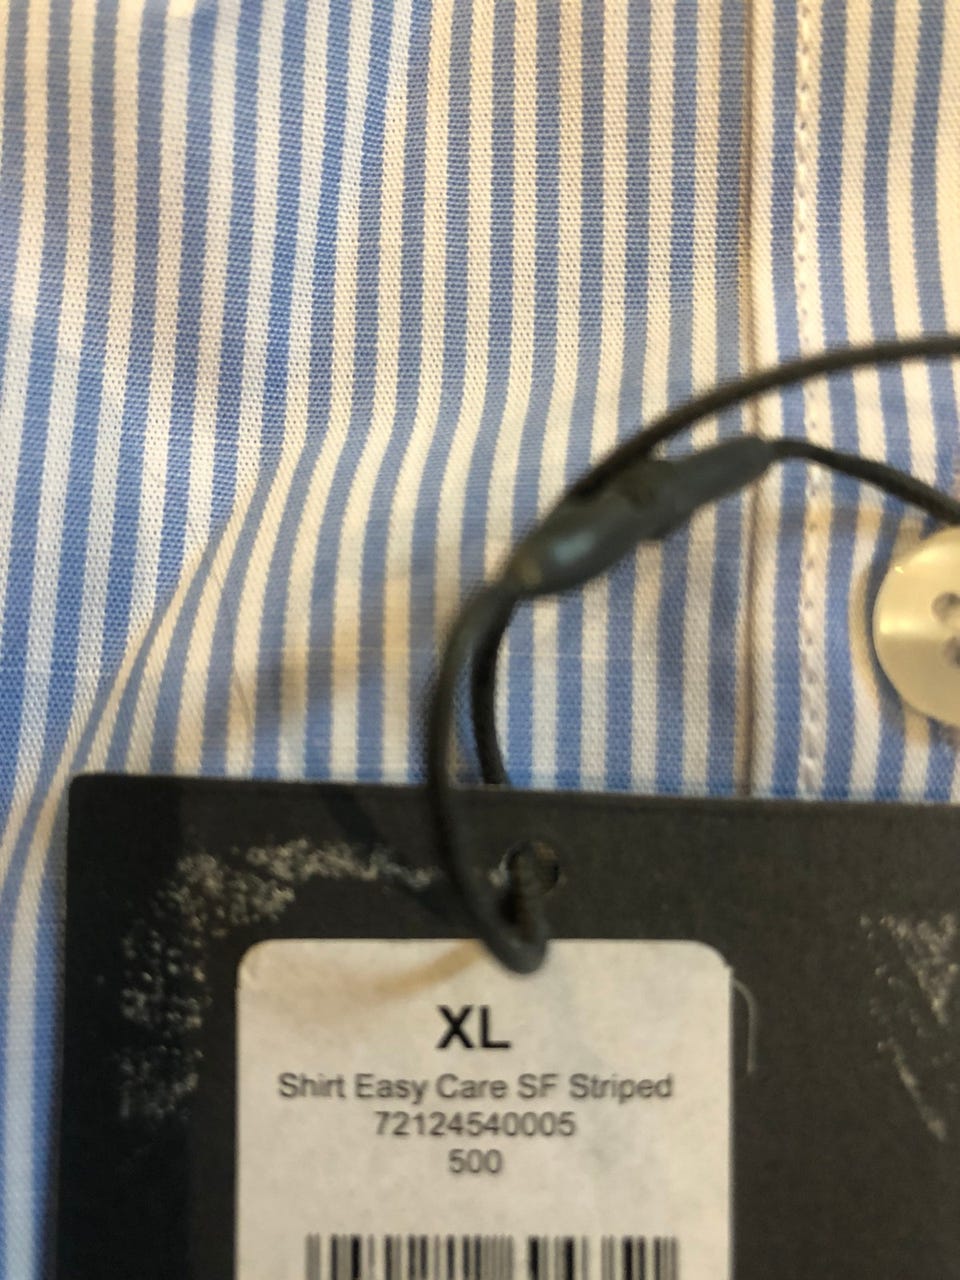 XL
Shirt Easy Care SF Striped
72124540005
500